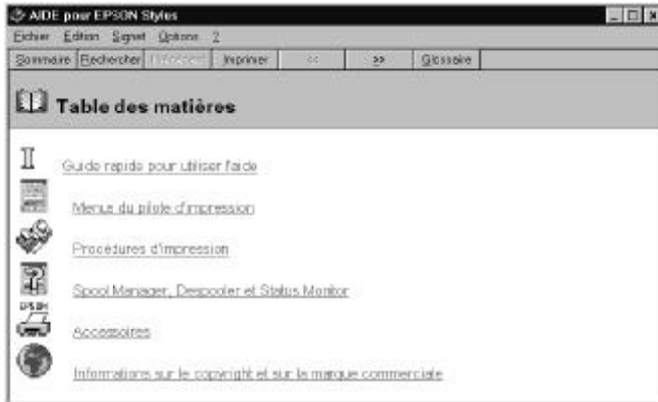 AIDE pour EPSON Stylus
Fichier Edition Signet Options ?
Sommaire Rechercher Précédent Imprimer << >> Glossaire
Table des matières
Guide rapide pour utiliser l'aide
Menus du pilote d'impression
Procédures d'impression
Spool Manager, Despooler et Status Monitor
EPSON
Accessoires
Informations sur le copyright et sur la marque commerciale